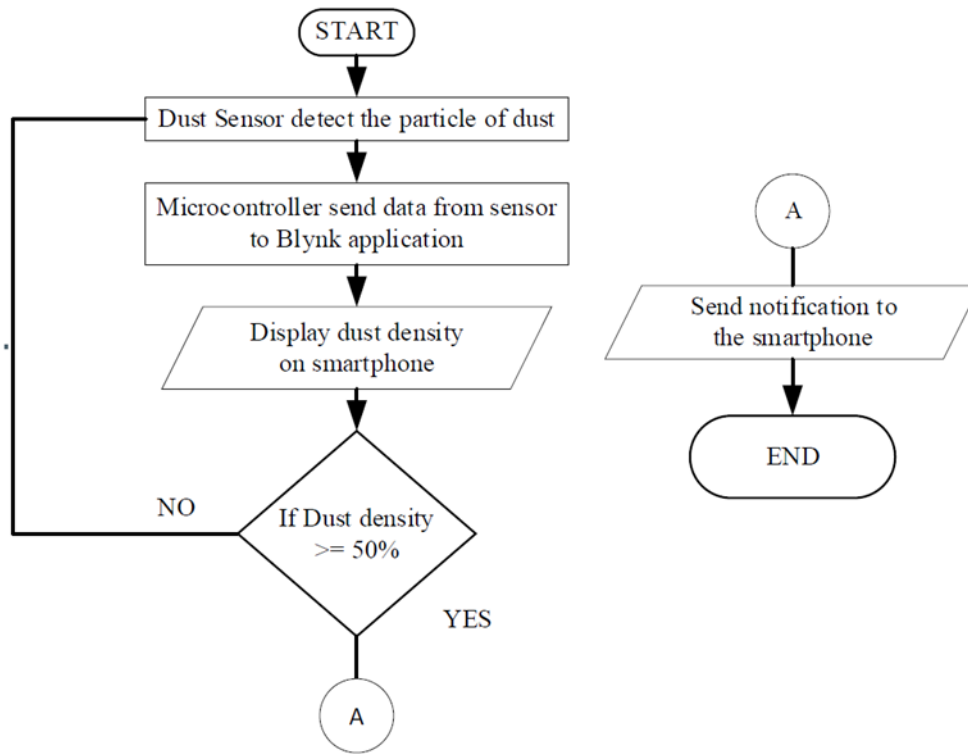 START
Dust Sensor detect the particle of dust
Microcontroller send data from sensor
to Blynk application
Display dust density
on smartphone
NO
If Dust density
>= 50%
YES
A
A
Send notification to
the smartphone
END